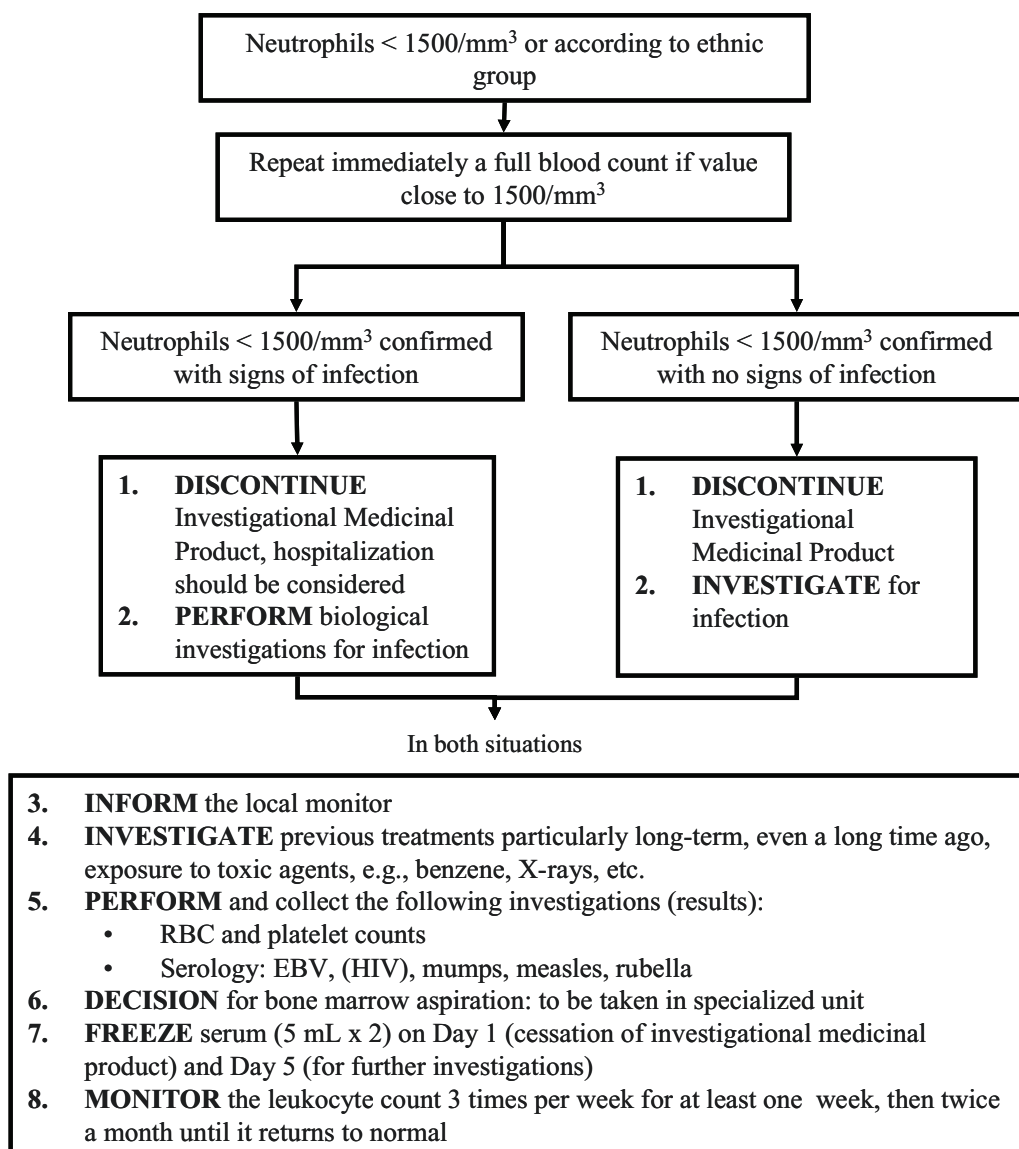 Neutrophils < 1500/mm³ or according to ethnic
group
Repeat immediately a full blood count if value
close to 1500/mm³
Neutrophils < 1500/mm³ confirmed
with signs of infection
Neutrophils < 1500/mm³ confirmed
with no signs of infection
1. DISCONTINUE
Investigational Medicinal
Product, hospitalization
should be considered
2. PERFORM biological
investigations for infection
1. DISCONTINUE
Investigational
Medicinal Product
2. INVESTIGATE for
infection
In both situations
3. INFORM the local monitor
4. INVESTIGATE previous treatments particularly long-term, even a long time ago,
exposure to toxic agents, e.g., benzene, X-rays, etc.
5. PERFORM and collect the following investigations (results):
• RBC and platelet counts
• Serology: EBV, (HIV), mumps, measles, rubella
6. DECISION for bone marrow aspiration: to be taken in specialized unit
7. FREEZE serum (5 mL x 2) on Day 1 (cessation of investigational medicinal
product) and Day 5 (for further investigations)
8. MONITOR the leukocyte count 3 times per week for at least one week, then twice
a month until it returns to normal